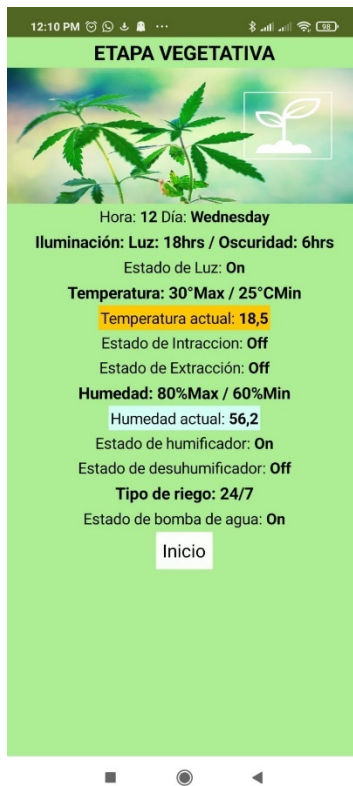 12:10 PM
98
ETAPA VEGETATIVA
Hora: 12 Día: Wednesday
Iluminación: Luz: 18hrs / Oscuridad: 6hrs
Estado de Luz: On
Temperatura: 30°Max / 25°CMin
Temperatura actual: 18,5
Estado de Intraccion: Off
Estado de Extracción: Off
Humedad: 80%Max / 60%Min
Humedad actual: 56,2
Estado de humificador: On
Estado de desuhumificador: Off
Tipo de riego: 24/7
Estado de bomba de agua: On
Inicio